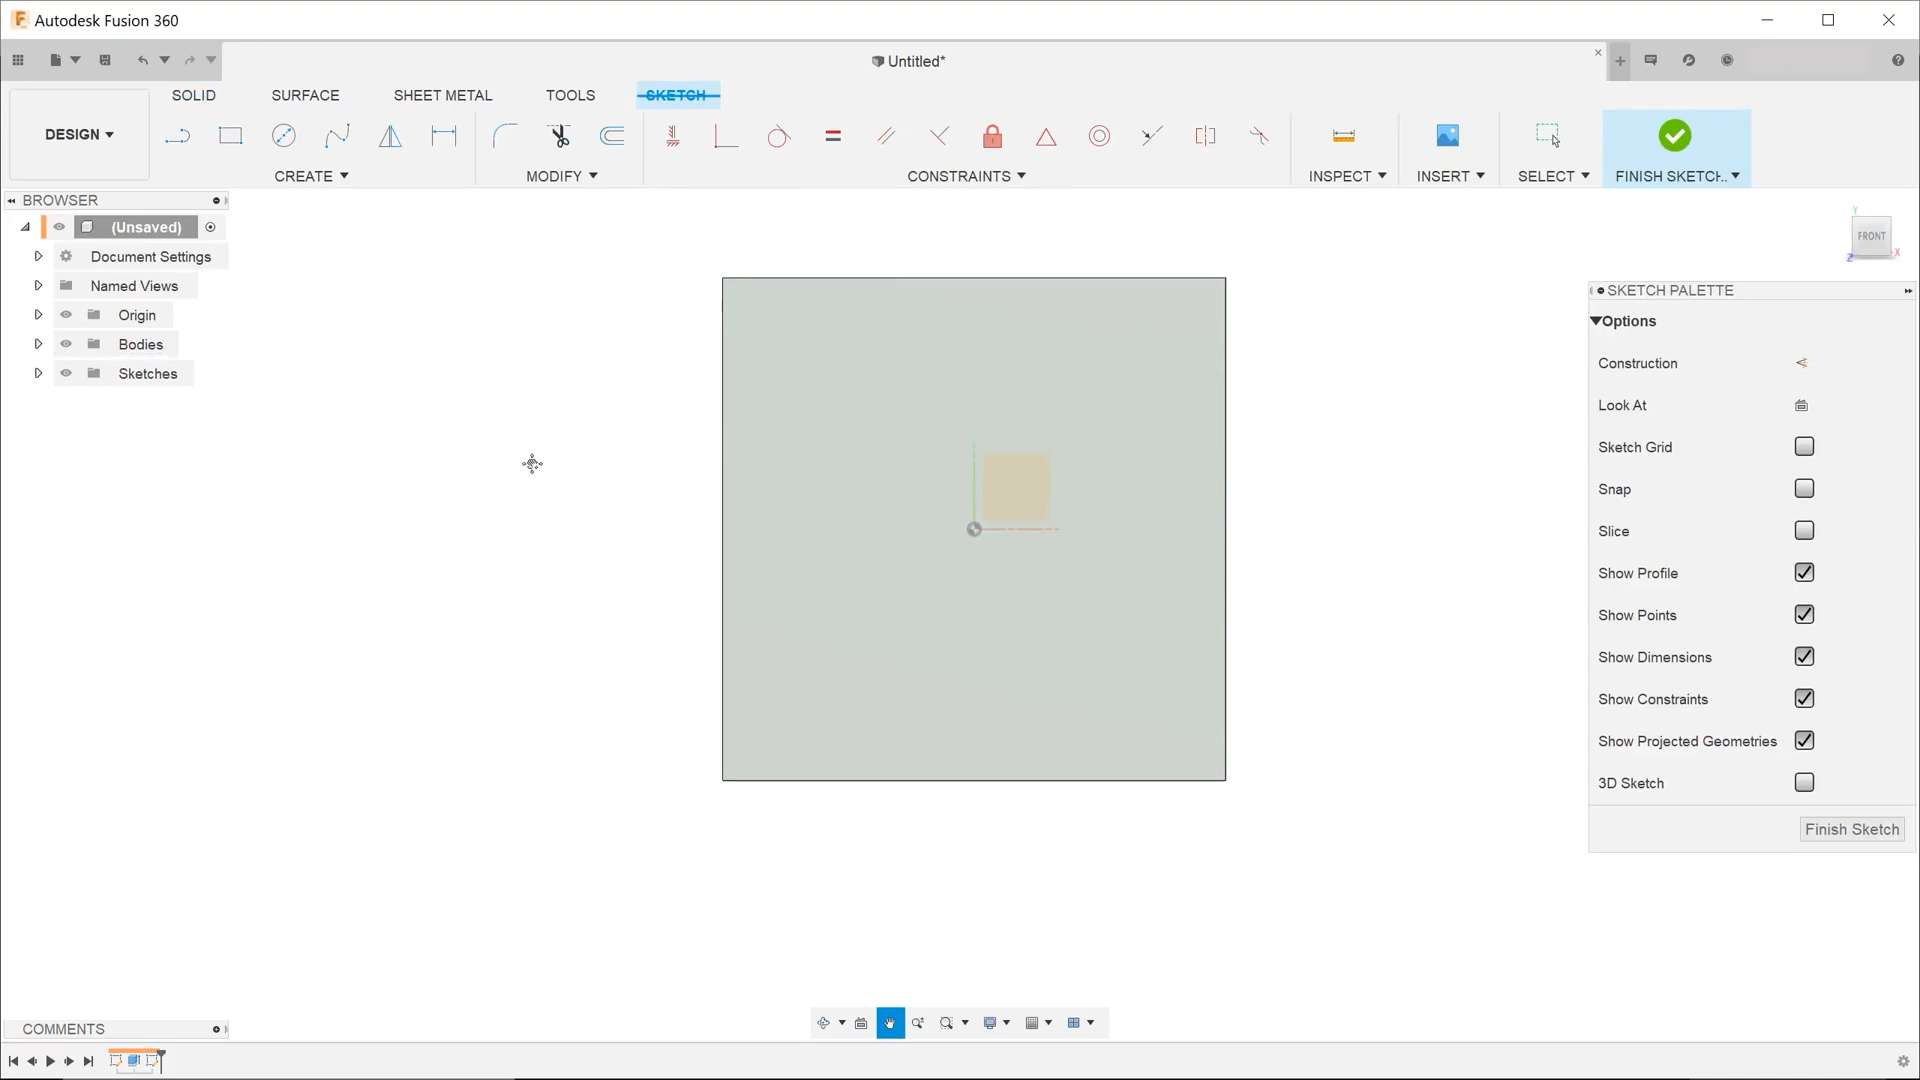 Autodesk Fusion 360
Untitled*
SOLID
SURFACE
SHEET METAL
TOOLS
SKETCH
DESIGN
CREATE
MODIFY
CONSTRAINTS
INSPECT
INSERT
SELECT
FINISH SKETCH..
BROWSER
(Unsaved)
Document Settings
Named Views
Origin
Bodies
Sketches
Y
FRONT
X
Z
SKETCH PALETTE
Options
Construction
Look At
Sketch Grid
Snap
Slice
Show Profile
Show Points
Show Dimensions
Show Constraints
Show Projected Geometries
3D Sketch
Finish Sketch
COMMENTS